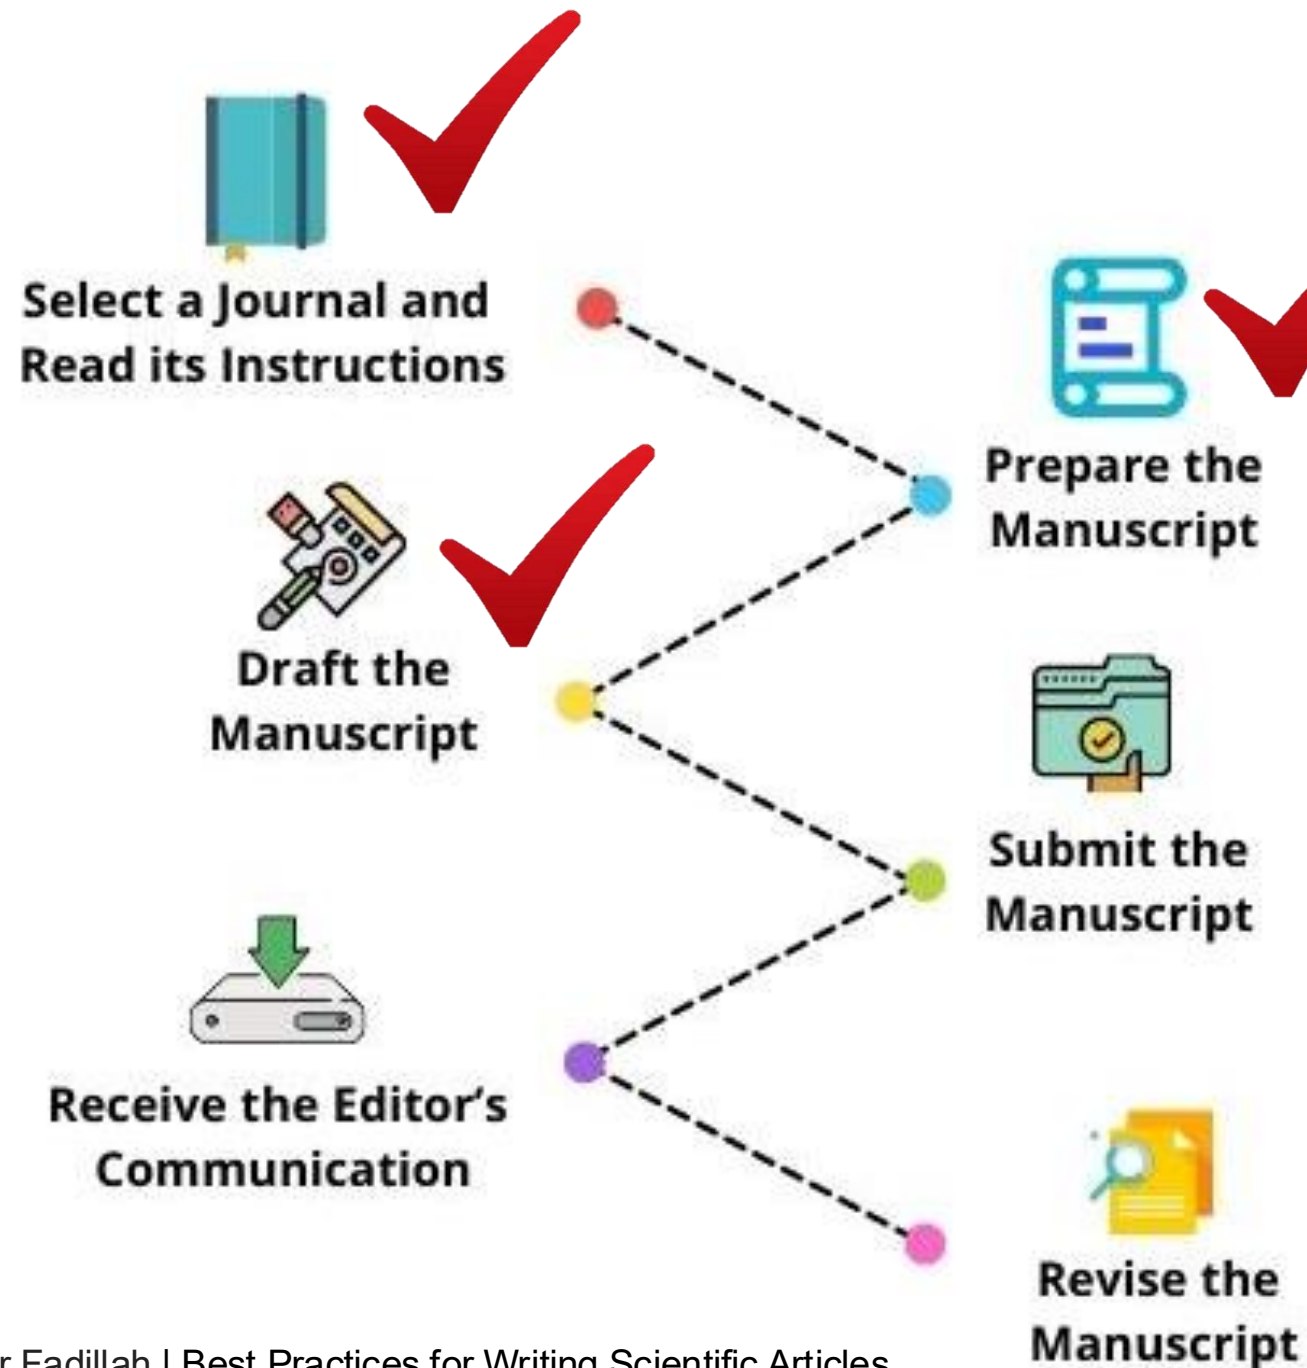 Select a Journal and
Read its Instructions
Prepare the
Manuscript
Draft the
Manuscript
Submit the
Manuscript
Receive the Editor’s
Communication
Revise the
Manuscript
Fadillah | Best Practices for Writing Scientific Articles